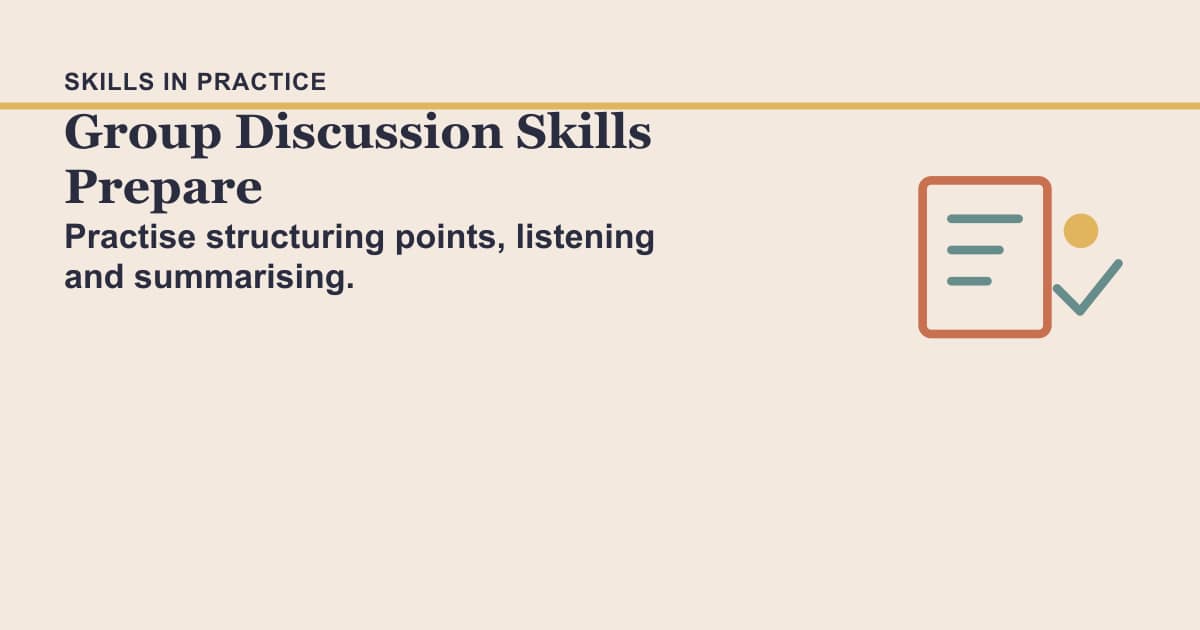 SKILLS IN PRACTICE
Group Discussion Skills
Prepare
Practise structuring points, listening
and summarising.